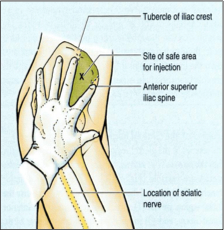 Tubercle of iliac crest
Site of safe area
for injection
X
Anterior superior
iliac spine
Location of sciatic
nerve